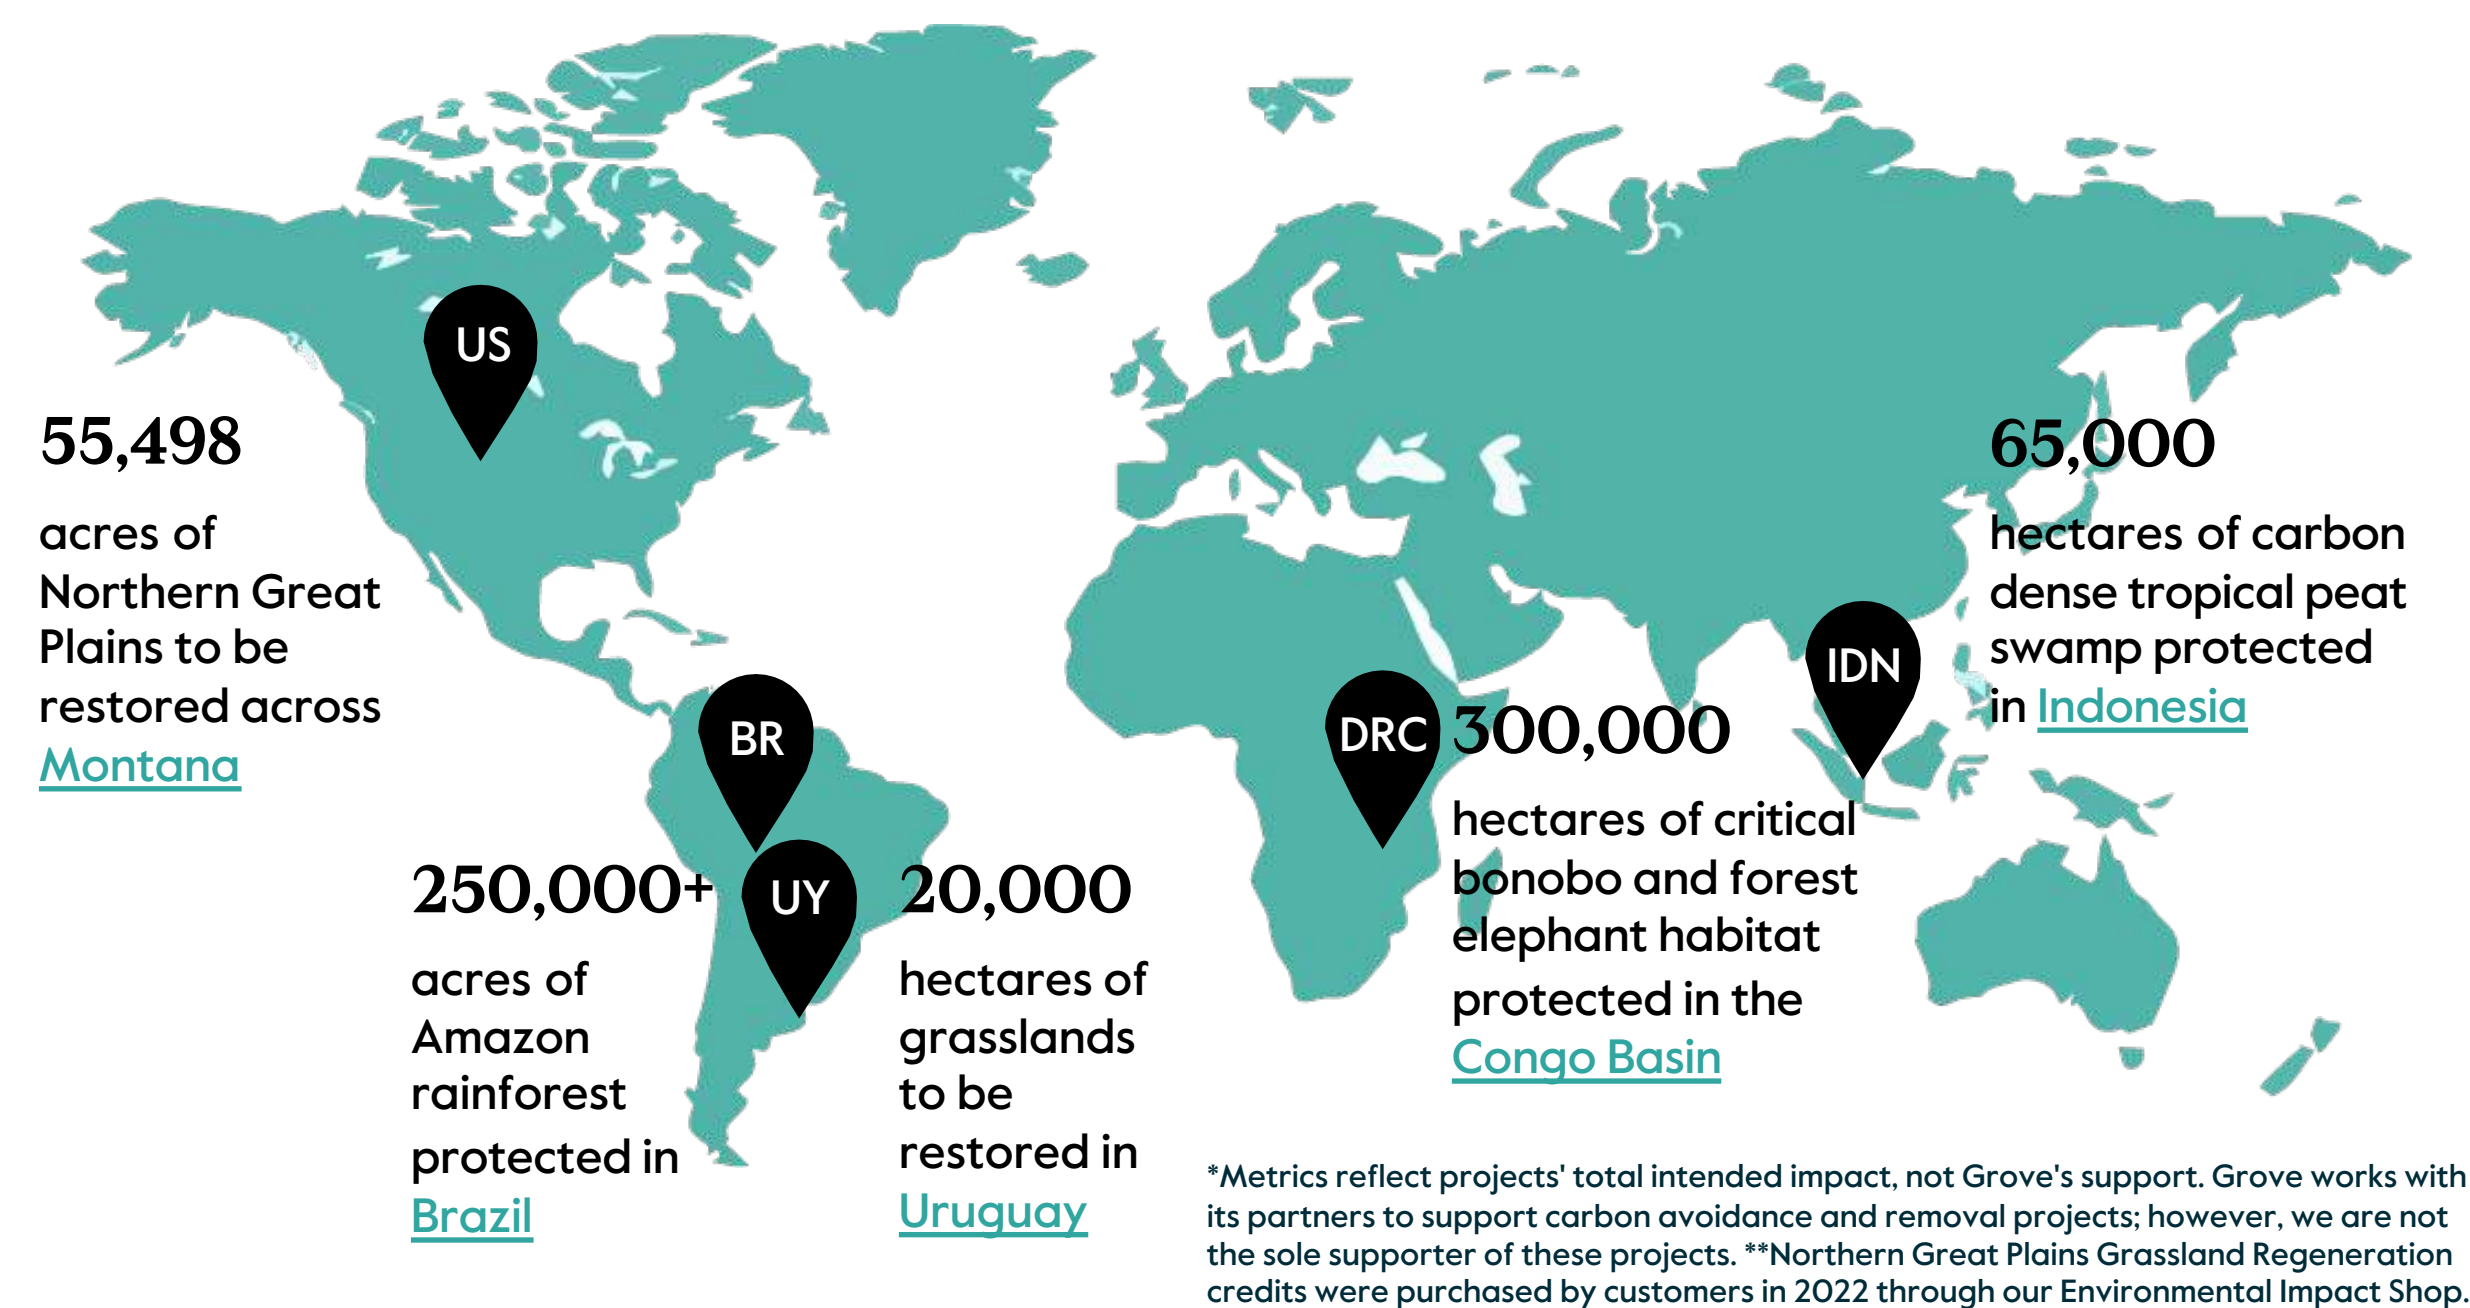 US
55,498
acres of
Northern Great
Plains to be
restored across
Montana
BR
250,000+
acres of
Amazon
rainforest
protected in
Brazil
UY
20,000
hectares of
grasslands
to be
restored in
Uruguay
DRC
300,000
hectares of critical
bonobo and forest
elephant habitat
protected in the
Congo Basin
IDN
65,000
hectares of carbon
dense tropical peat
swamp protected
in Indonesia
*Metrics reflect projects' total intended impact, not Grove's support. Grove works with
its partners to support carbon avoidance and removal projects; however, we are not
the sole supporter of these projects. **Northern Great Plains Grassland Regeneration
credits were purchased by customers in 2022 through our Environmental Impact Shop.